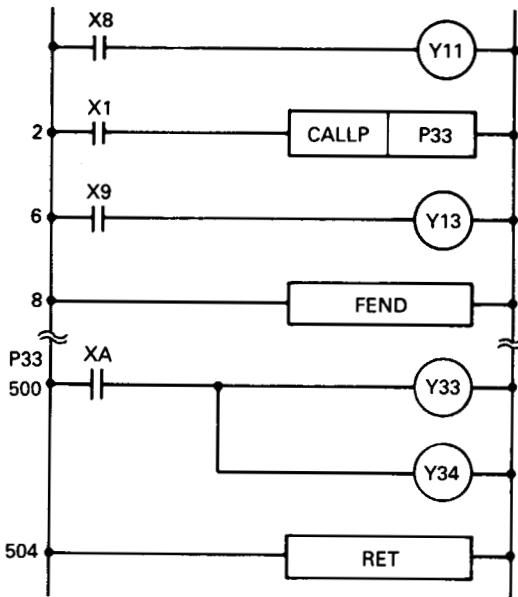 X8
Y11
X1
2
CALLP P33
X9
6
Y13
8
FEND
P33
XA
500
Y33
Y34
504
RET